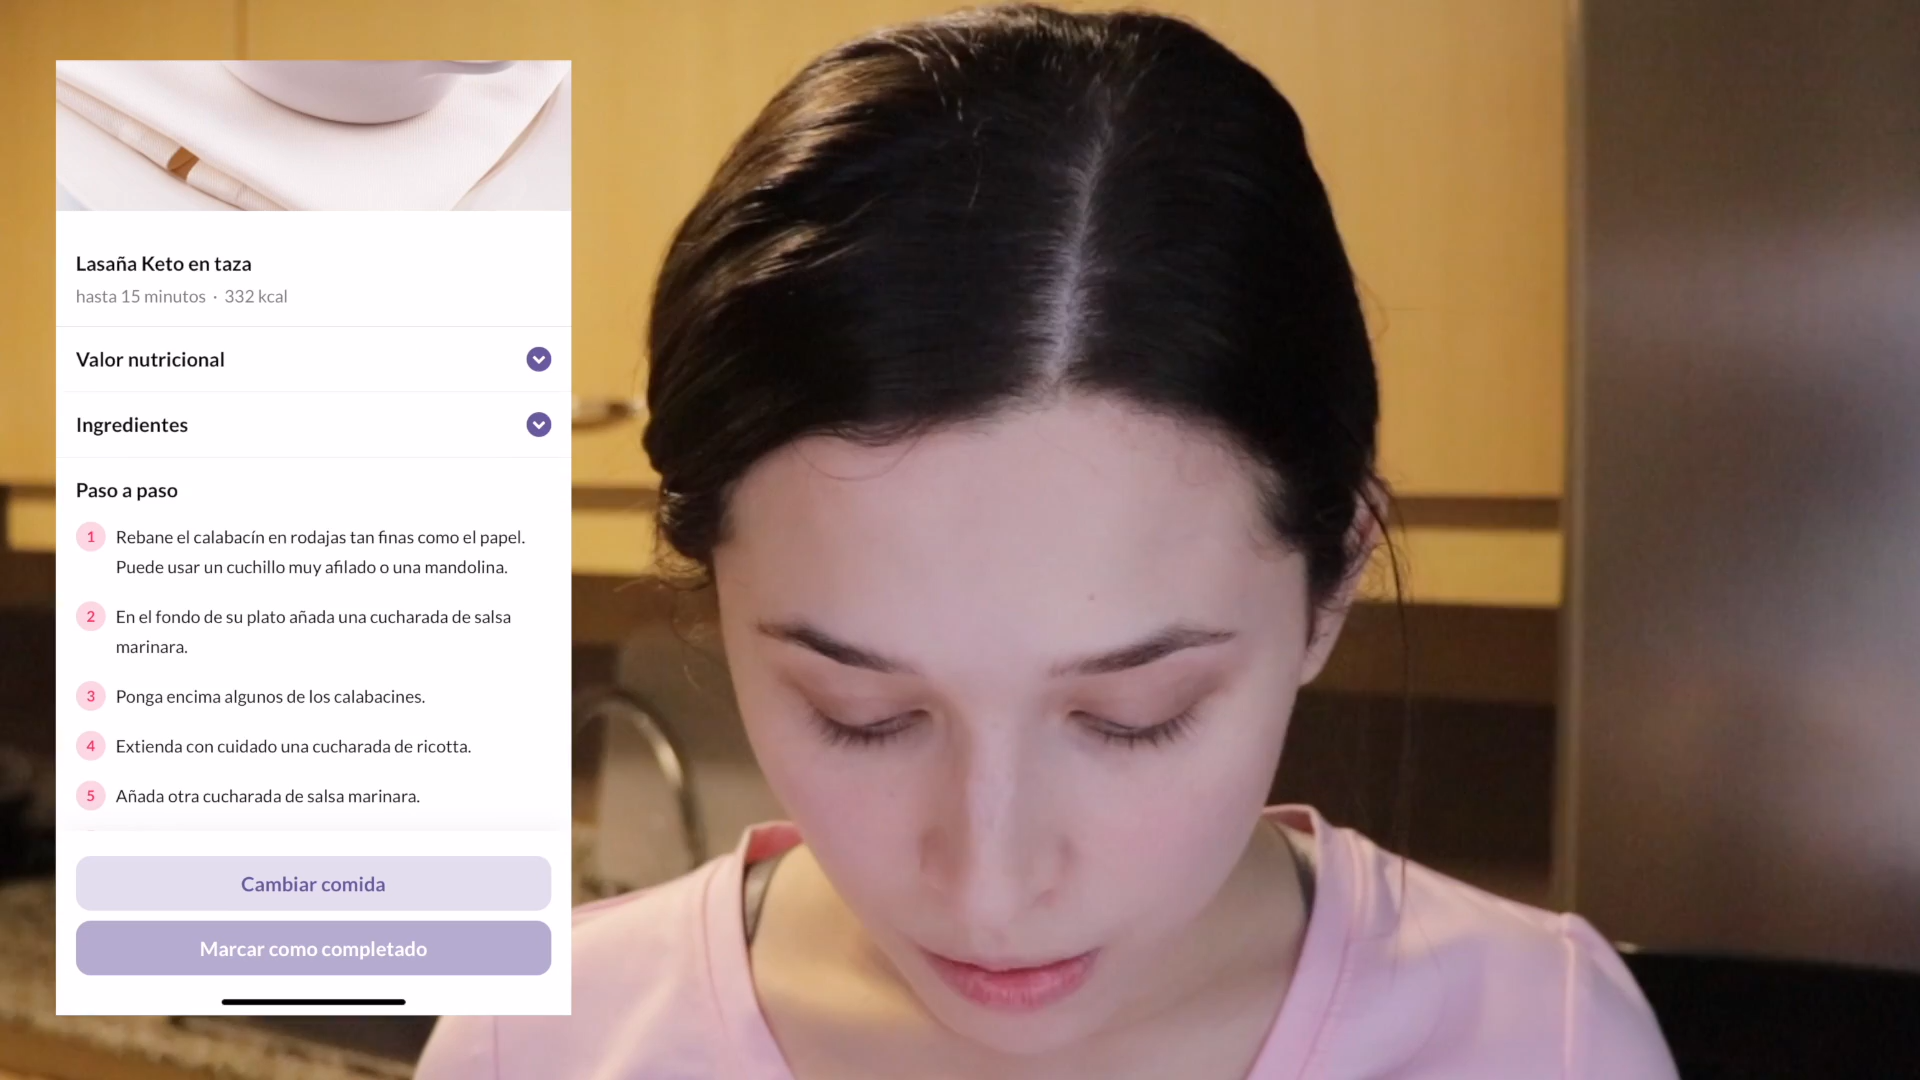 Lasaña Keto en taza
hasta 15 minutos · 332 kcal
Valor nutricional
Ingredientes
Paso a paso
1 Rebane el calabacín en rodajas tan finas como el papel.
Puede usar un cuchillo muy afilado o una mandolina.
2 En el fondo de su plato añada una cucharada de salsa
marinara.
3 Ponga encima algunos de los calabacines.
4 Extienda con cuidado una cucharada de ricotta.
5 Añada otra cucharada de salsa marinara.
Cambiar comida
Marcar como completado